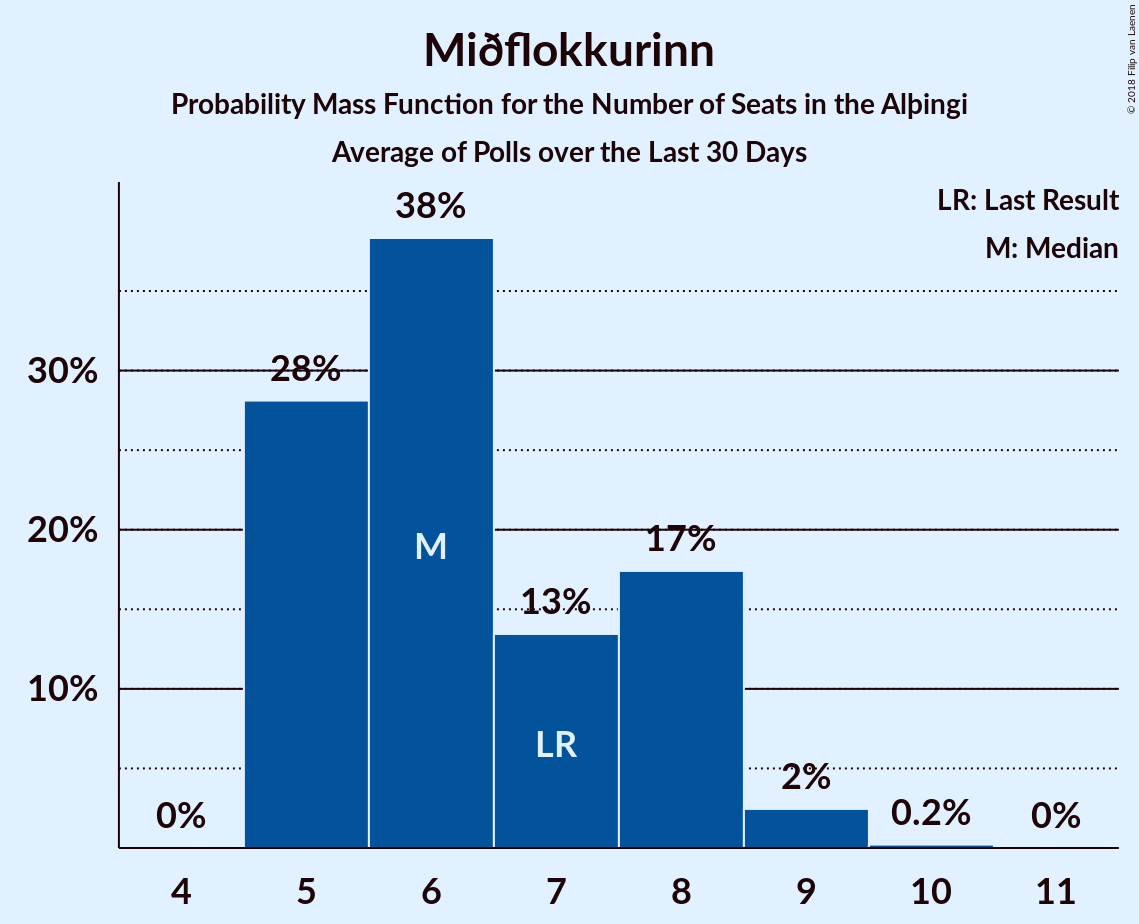 Miðflokkurinn
Probability Mass Function for the Number of Seats in the Alþingi
Average of Polls over the Last 30 Days
© 2018 Filip van Laenen
LR: Last Result
M: Median
38%
30%
28%
20%
17%
M
13%
10%
LR
2%
0%
0.2%
0%
4 5 6 7 8 9 10 11